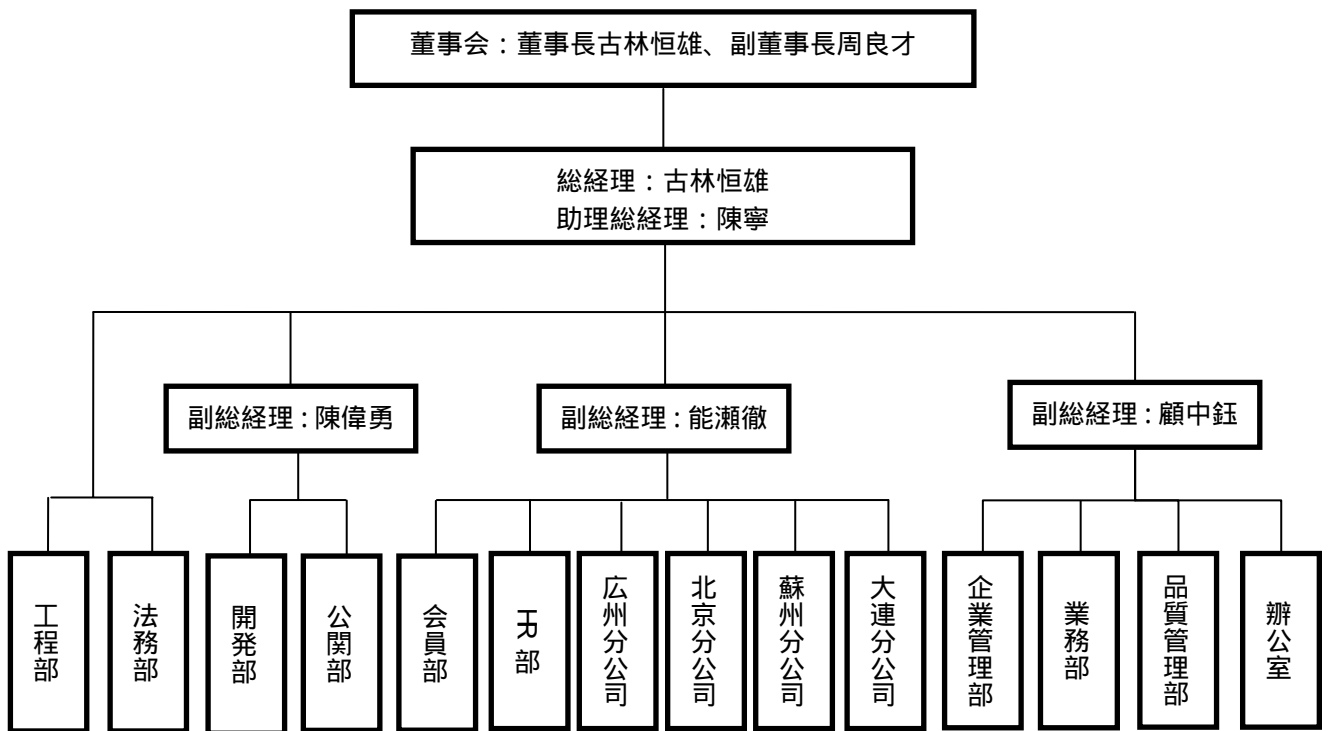 董事会：董事長古林恒雄、副董事長周良才
総経理：古林恒雄
助理総経理：陳寧
副総経理：陳偉勇
副総経理：能瀬徹
副総経理：顧中鈺
工程部
法務部
開発部
公関部
会員部
HR部
広州分公司
北京分公司
蘇州分公司
大連分公司
企業管理部
業務部
品質管理部
辦公室